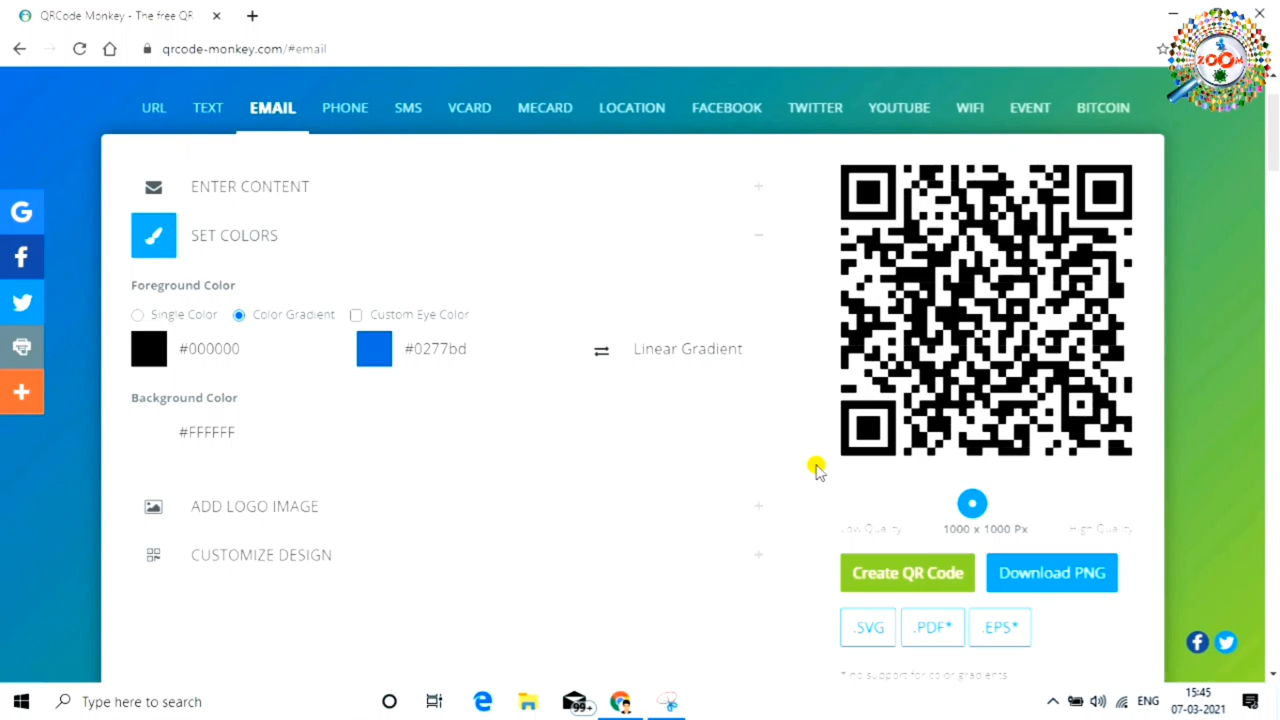 QRCode Monkey - The free QR
qrcode-monkey.com/#email
ZOOM
URL TEXT EMAIL PHONE SMS VCARD MECARD LOCATION FACEBOOK TWITTER YOUTUBE WIFI EVENT BITCOIN
ENTER CONTENT
SET COLORS
Foreground Color
Single Color Color Gradient Custom Eye Color
#000000 #0277bd Linear Gradient
Background Color
#FFFFFF
ADD LOGO IMAGE
CUSTOMIZE DESIGN
Low Quality 1000 x 1000 Px High Quality
Create QR Code Download PNG
.SVG .PDF* .EPS*
* no support for color gradients
Type here to search
99+
ENG
15:45
07-03-2021